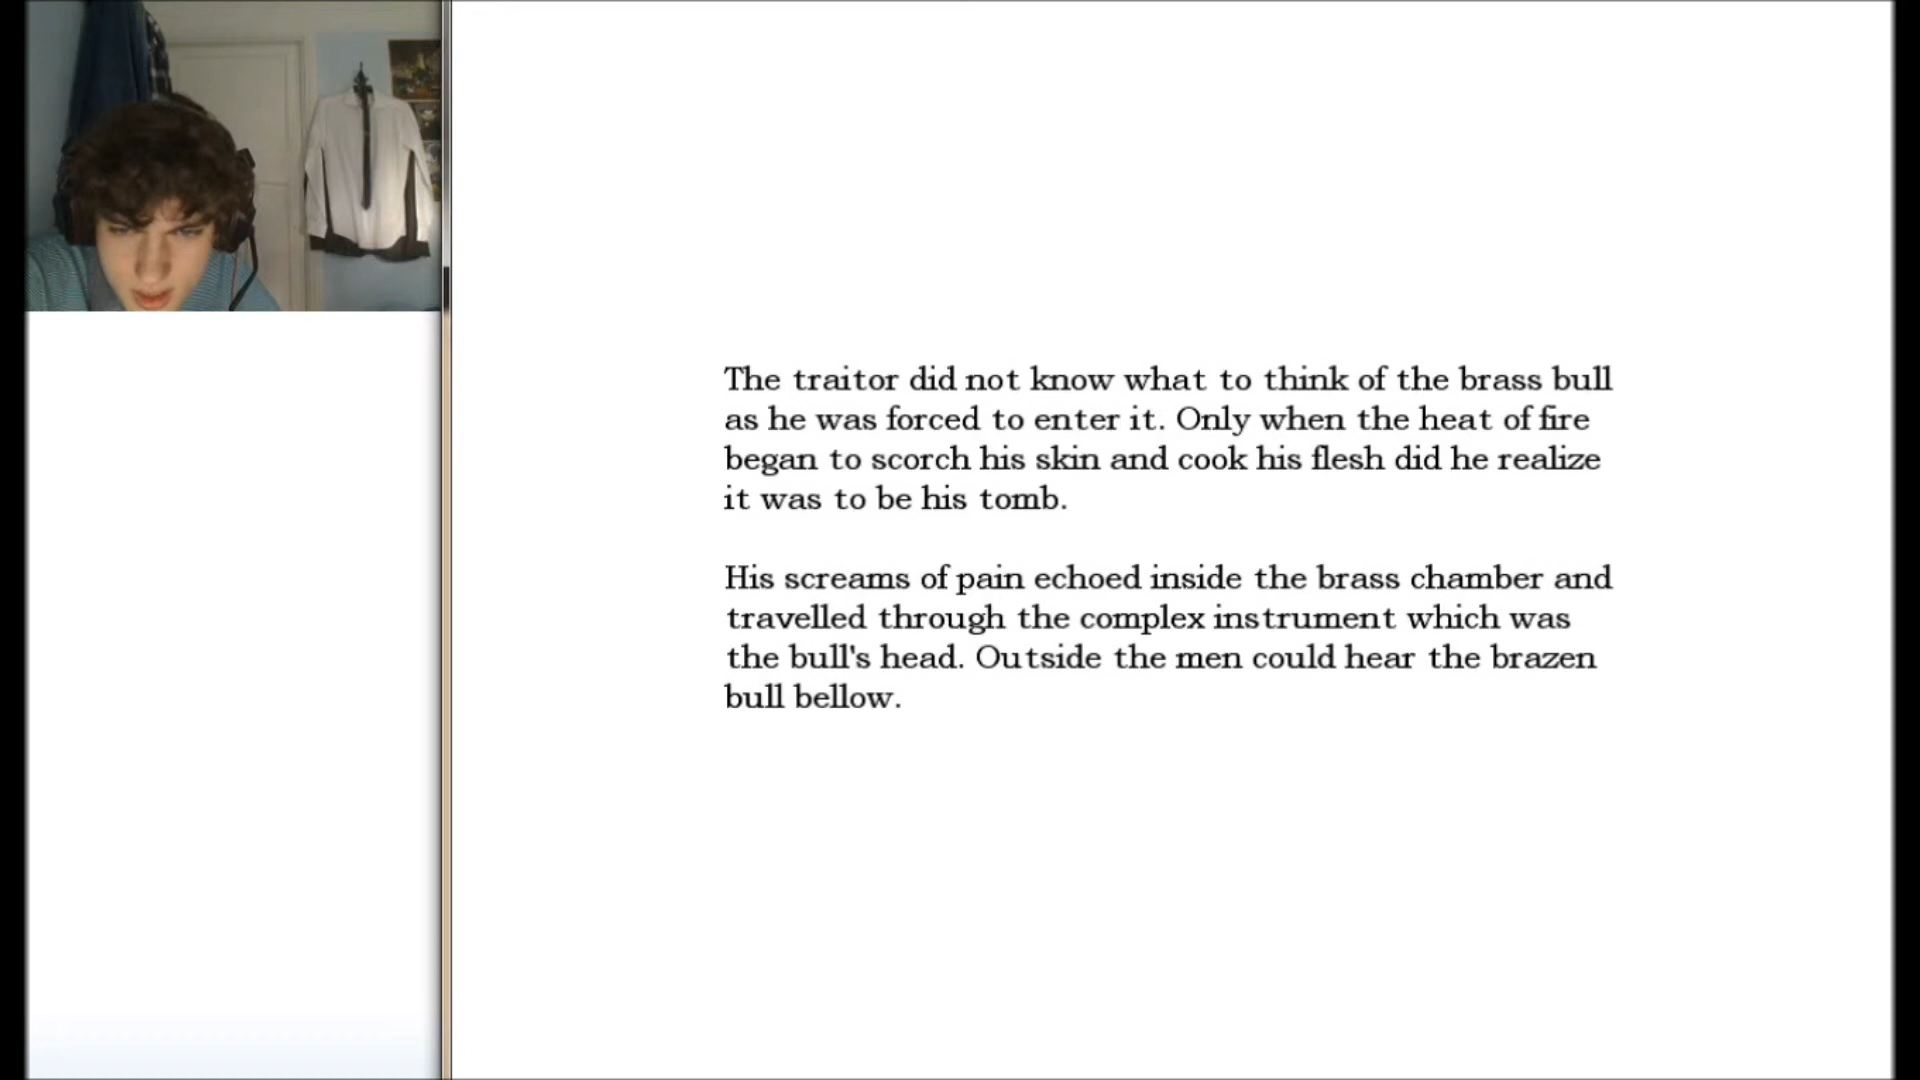 The traitor did not know what to think of the brass bull
as he was forced to enter it. Only when the heat of fire
began to scorch his skin and cook his flesh did he realize
it was to be his tomb.
His screams of pain echoed inside the brass chamber and
travelled through the complex instrument which was
the bull's head. Outside the men could hear the brazen
bull bellow.